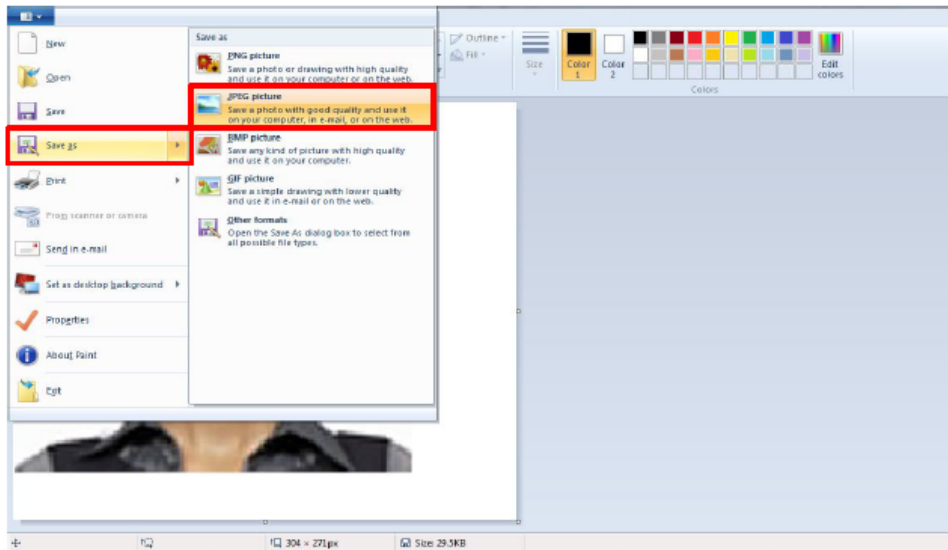 New
Open
Save
Save as
Print
From scanner or camera
Send in e-mail
Set as desktop background
Properties
About Paint
Exit
Save as
PNG picture
Save a photo or drawing with high quality
and use it on your computer or on the web.
JPEG picture
Save a photo with good quality and use it
on your computer, in e-mail, or on the web.
BMP picture
Save any kind of picture with high quality
and use it on your computer.
GIF picture
Save a simple drawing with lower quality
and use it in e-mail or on the web.
Other formats
Open the Save As dialog box to select from
all possible file types.
Outline
Fill
Size
Color
1
Color
2
Edit
colors
Colors
304 × 271px
Size: 29.5KB